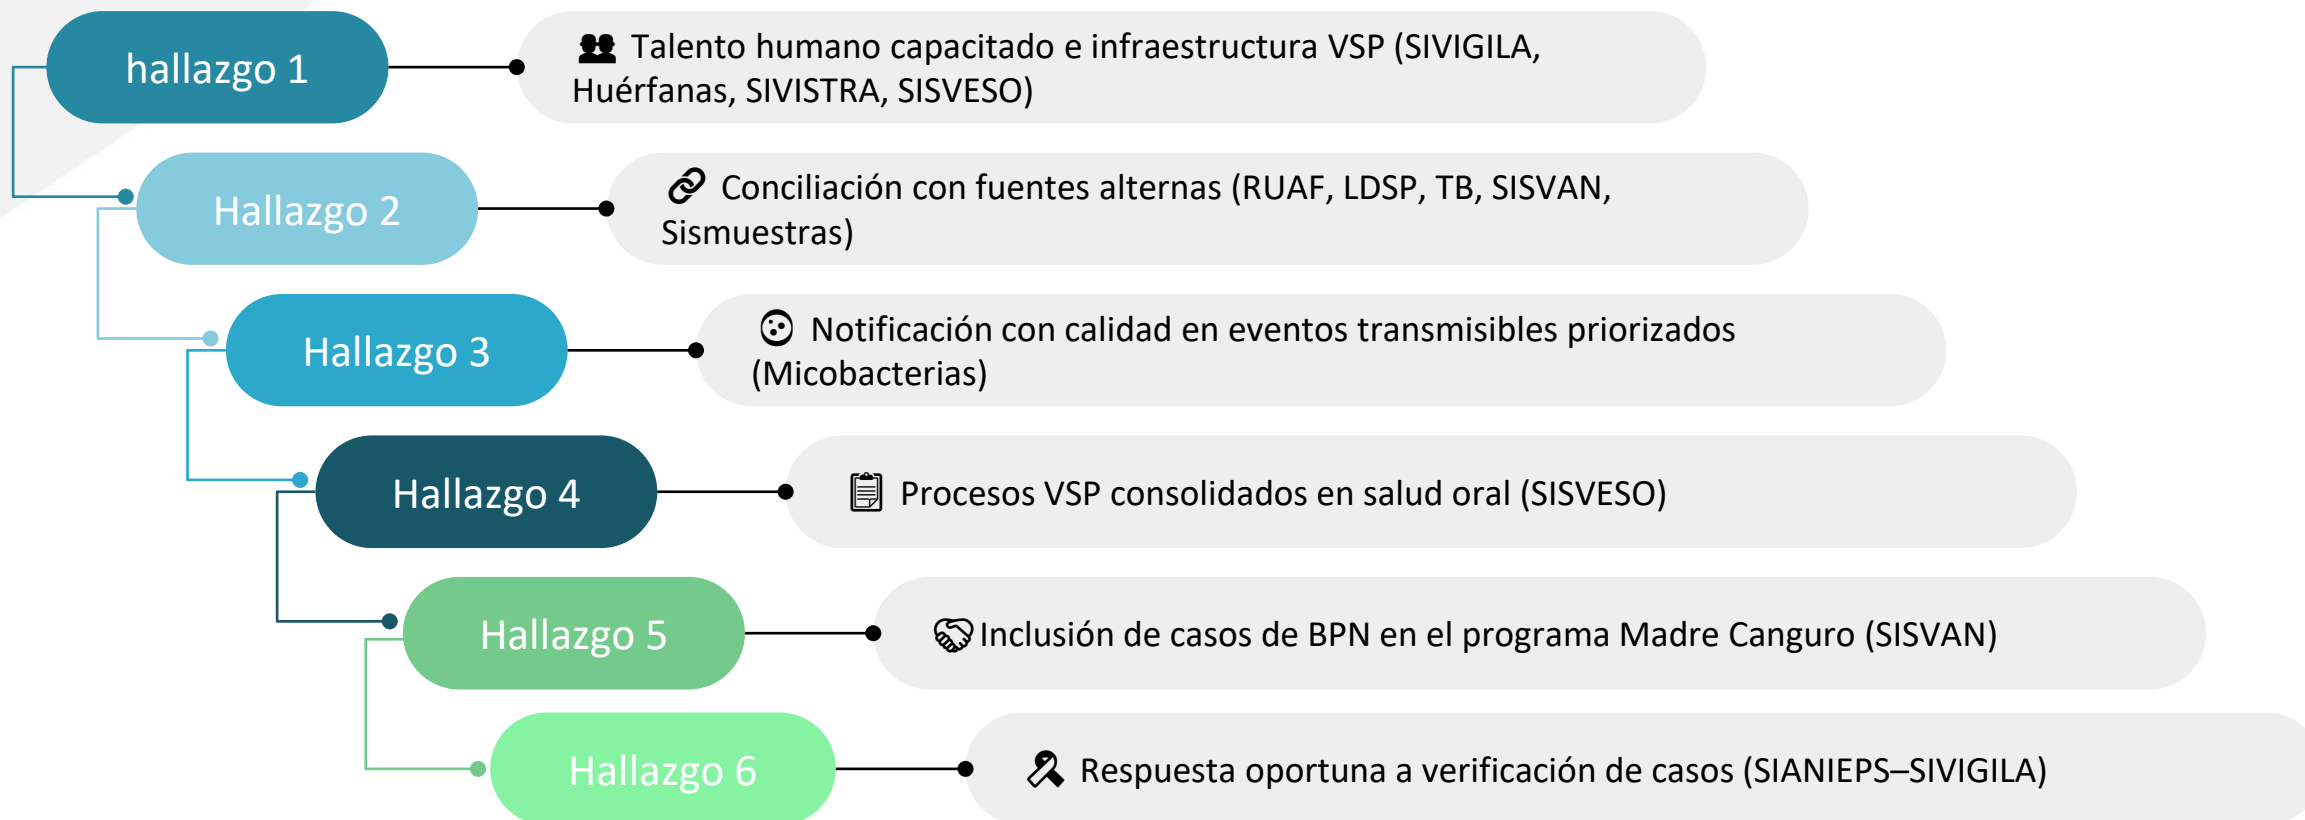 hallazgo 1
Talento humano capacitado e infraestructura VSP (SIVIGILA,
Huérfanas, SIVISTRA, SISVESO)
Hallazgo 2
Conciliación con fuentes alternas (RUAF, LDSP, TB, SISVAN,
Sismuestras)
Hallazgo 3
Notificación con calidad en eventos transmisibles priorizados
(Micobacterias)
Hallazgo 4
Procesos VSP consolidados en salud oral (SISVESO)
Hallazgo 5
Inclusión de casos de BPN en el programa Madre Canguro (SISVAN)
Hallazgo 6
Respuesta oportuna a verificación de casos (SIANIEPS–SIVIGILA)